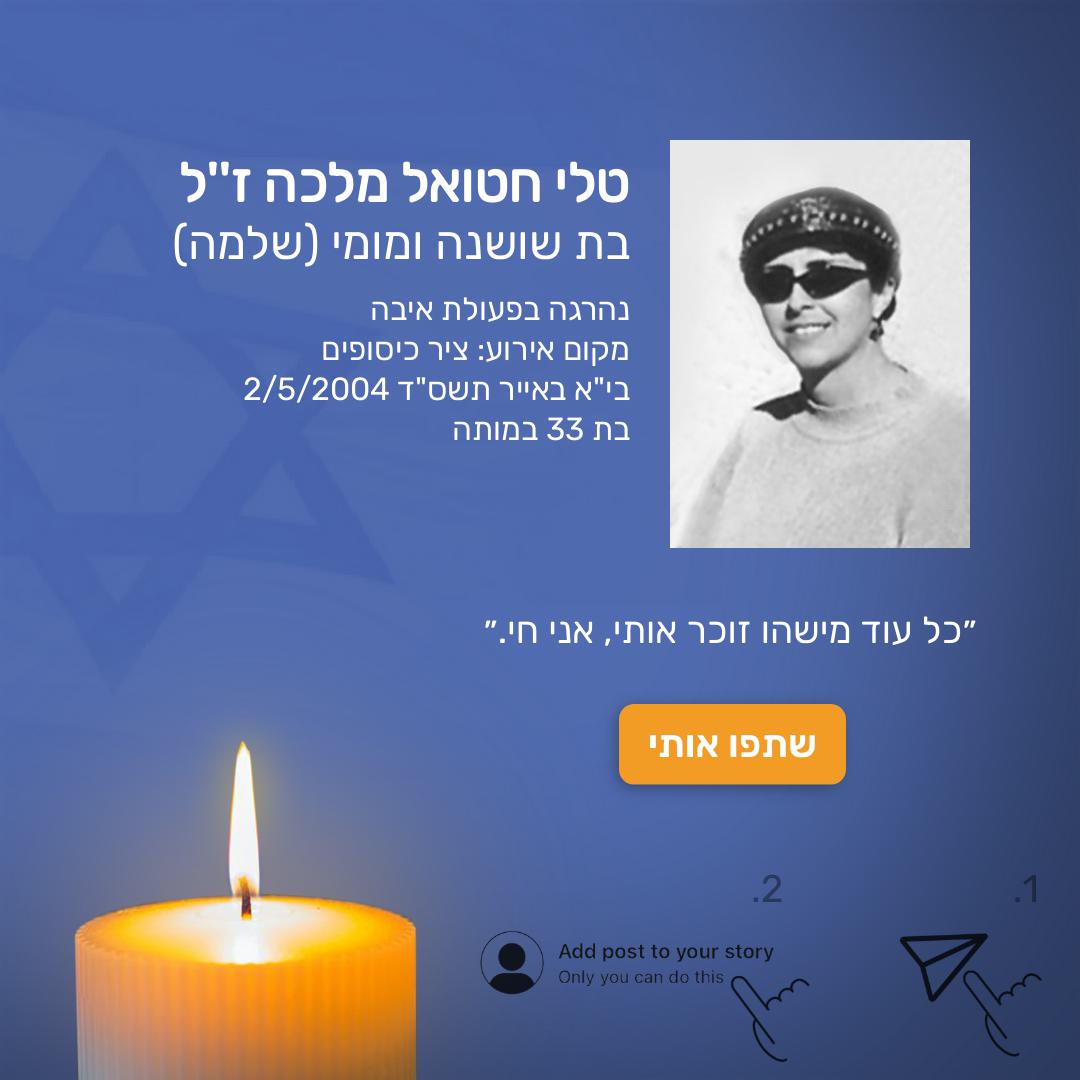 טלי חטואל מלכה ז"ל
בת שושנה ומומי (שלמה)
נהרגה בפעולת איבה
מקום אירוע: ציר כיסופים
בי"א באייר תשס"ד 2/5/2004
בת 33 במותה
"כל עוד מישהו זוכר אותי, אני חי."
שתפו אותי
1.
2.
Add post to your story
Only you can do this